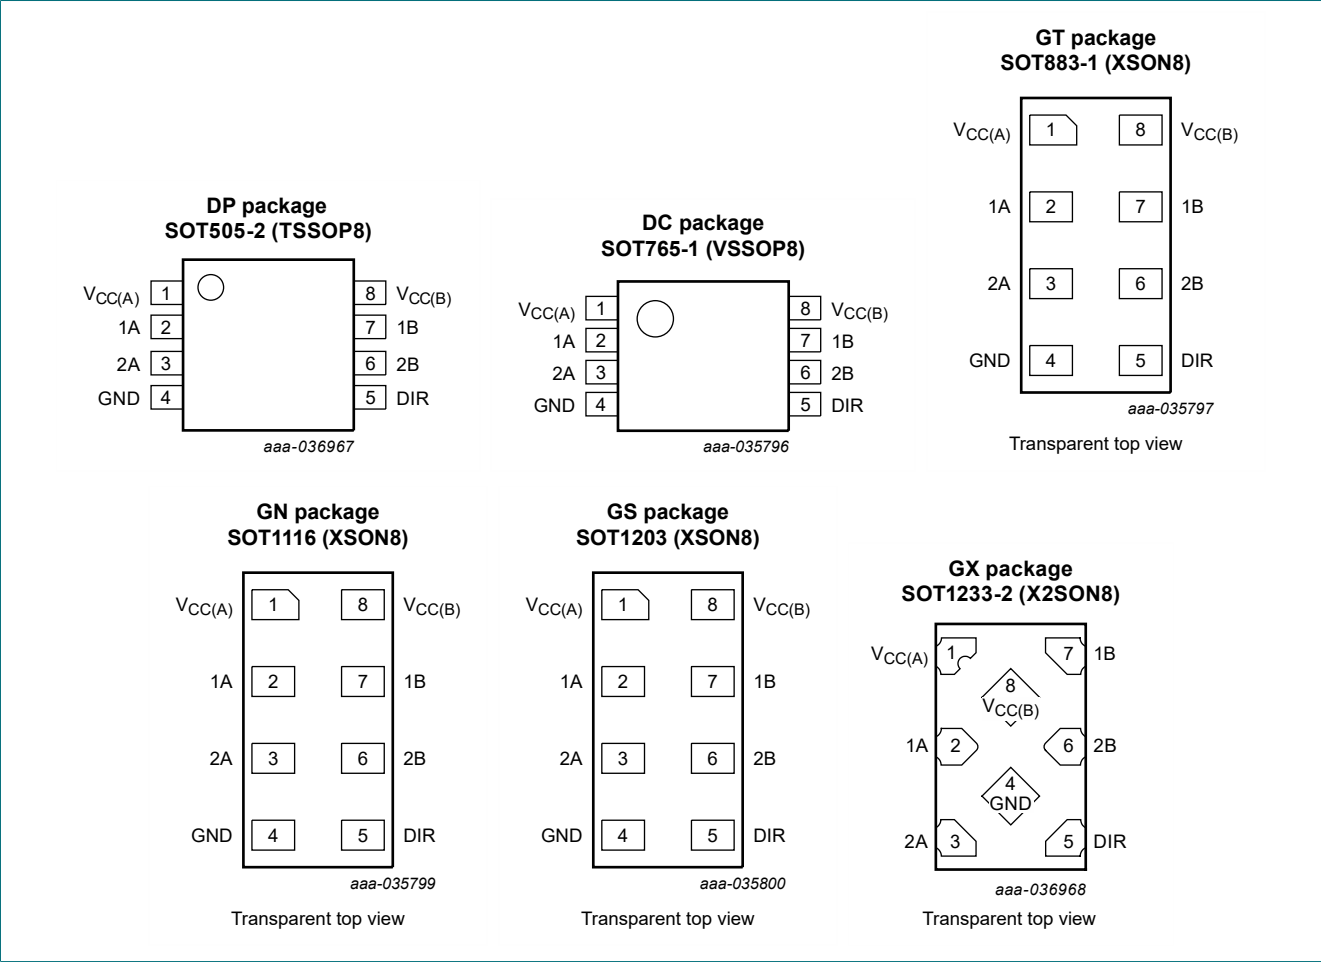 DP package
SOT505-2 (TSSOP8)
VCC(A) 1 8 VCC(B)
1A 2 7 1B
2A 3 6 2B
GND 4 5 DIR
aaa-036967
DC package
SOT765-1 (VSSOP8)
VCC(A) 1 8 VCC(B)
1A 2 7 1B
2A 3 6 2B
GND 4 5 DIR
aaa-035796
GT package
SOT883-1 (XSON8)
VCC(A) 1 8 VCC(B)
1A 2 7 1B
2A 3 6 2B
GND 4 5 DIR
aaa-035797
Transparent top view
GN package
SOT1116 (XSON8)
VCC(A) 1 8 VCC(B)
1A 2 7 1B
2A 3 6 2B
GND 4 5 DIR
aaa-035799
Transparent top view
GS package
SOT1203 (XSON8)
VCC(A) 1 8 VCC(B)
1A 2 7 1B
2A 3 6 2B
GND 4 5 DIR
aaa-035800
Transparent top view
GX package
SOT1233-2 (X2SON8)
VCC(A) 1 7 1B
8
VCC(B)
1A 2 6 2B
4
GND
2A 3 5 DIR
aaa-036968
Transparent top view